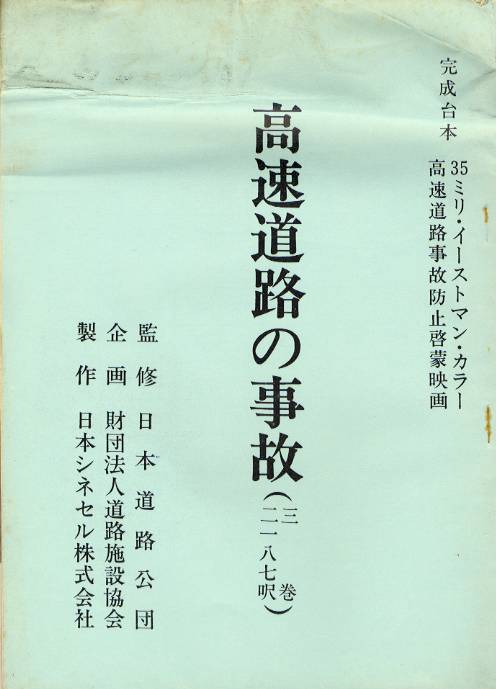 完成台本
35ミリ・イーストマン・カラー
高速道路事故防止啓蒙映画
高速道路の事故
(三巻
二一八七呎)
監修 日本道路公団
企画 財団法人道路施設協会
製作 日本シネセル株式会社